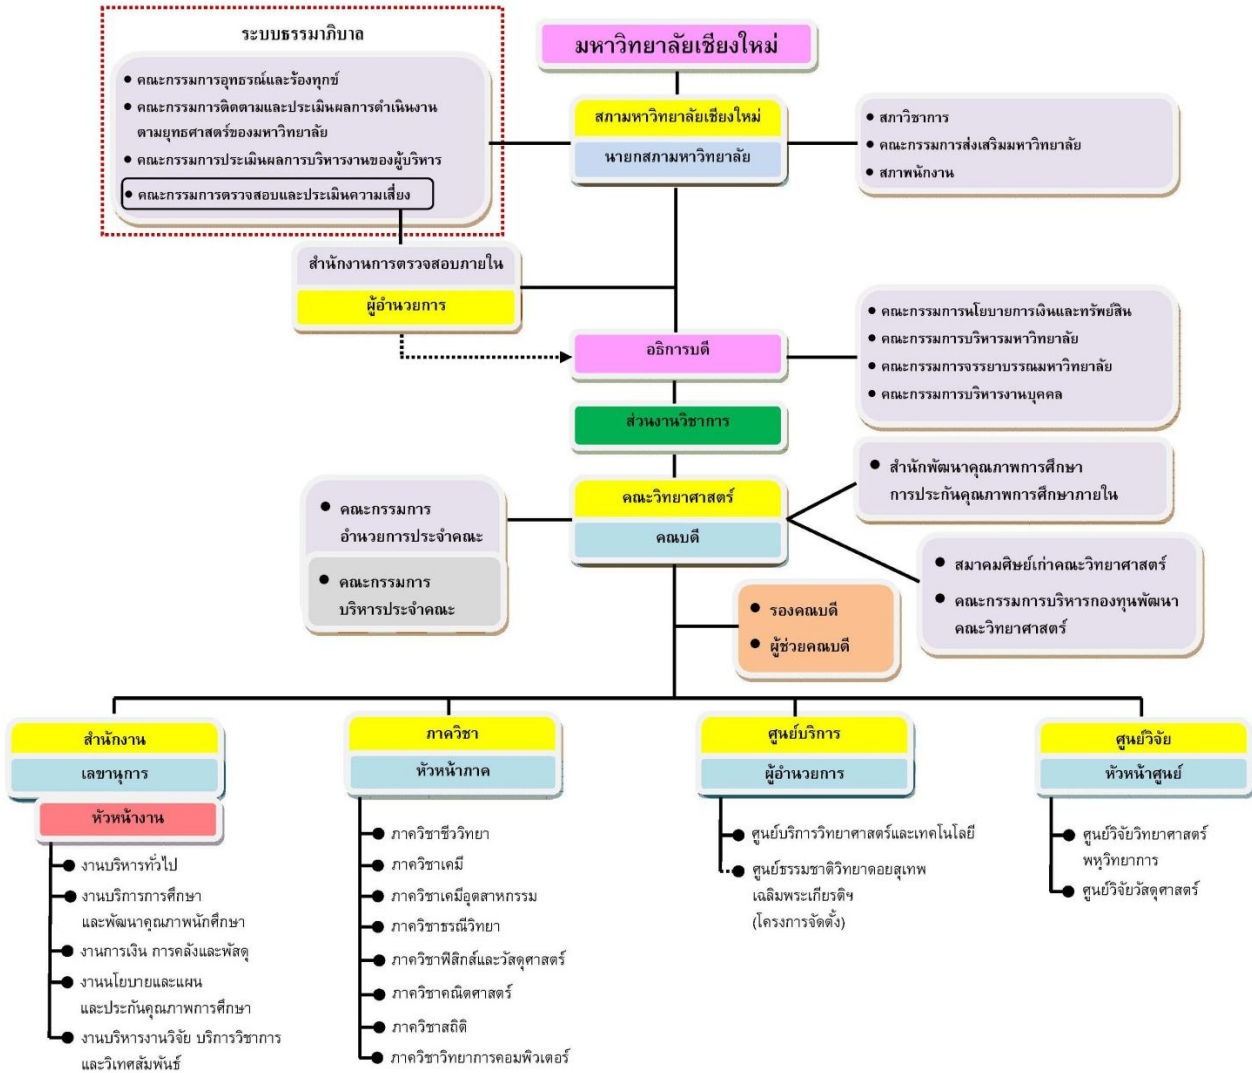 ระบบธรรมาภิบาล
● คณะกรรมการอุทธรณ์และร้องทุกข์
● คณะกรรมการติดตามและประเมินผลการดำเนินงาน
ตามยุทธศาสตร์ของมหาวิทยาลัย
● คณะกรรมการประเมินผลการบริหารงานของผู้บริหาร
● คณะกรรมการตรวจสอบและประเมินความเสี่ยง
มหาวิทยาลัยเชียงใหม่
สภามหาวิทยาลัยเชียงใหม่
นายกสภามหาวิทยาลัย
● สภาวิชาการ
● คณะกรรมการส่งเสริมมหาวิทยาลัย
● สภาพนักงาน
สำนักงานการตรวจสอบภายใน
ผู้อำนวยการ
อธิการบดี
● คณะกรรมการนโยบายการเงินและทรัพย์สิน
● คณะกรรมการบริหารมหาวิทยาลัย
● คณะกรรมการจรรยาบรรณมหาวิทยาลัย
● คณะกรรมการบริหารงานบุคคล
ส่วนงานวิชาการ
คณะวิทยาศาสตร์
คณบดี
● สำนักพัฒนาคุณภาพการศึกษา
การประกันคุณภาพการศึกษาภายใน
● คณะกรรมการ
อำนวยการประจำคณะ
● คณะกรรมการ
บริหารประจำคณะ
● สมาคมศิษย์เก่าคณะวิทยาศาสตร์
● คณะกรรมการบริหารกองทุนพัฒนา
คณะวิทยาศาสตร์
● รองคณบดี
● ผู้ช่วยคณบดี
สำนักงาน
เลขานุการ
หัวหน้างาน
งานบริหารทั่วไป
งานบริการการศึกษา
และพัฒนาคุณภาพนักศึกษา
งานการเงิน การคลังและพัสดุ
งานนโยบายและแผน
และประกันคุณภาพการศึกษา
งานบริหารงานวิจัย บริการวิชาการ
และวิเทศสัมพันธ์
ภาควิชา
หัวหน้าภาค
ภาควิชาชีววิทยา
ภาควิชาเคมี
ภาควิชาเคมีอุตสาหกรรม
ภาควิชาธรณีวิทยา
ภาควิชาฟิสิกส์และวัสดุศาสตร์
ภาควิชาคณิตศาสตร์
ภาควิชาสถิติ
ภาควิชาวิทยาการคอมพิวเตอร์
ศูนย์บริการ
ผู้อำนวยการ
ศูนย์บริการวิทยาศาสตร์และเทคโนโลยี
ศูนย์ธรรมชาติวิทยาดอยสุเทพ
เฉลิมพระเกียรติฯ
(โครงการจัดตั้ง)
ศูนย์วิจัย
หัวหน้าศูนย์
ศูนย์วิจัยวิทยาศาสตร์
พหุวิทยาการ
ศูนย์วิจัยวัสดุศาสตร์